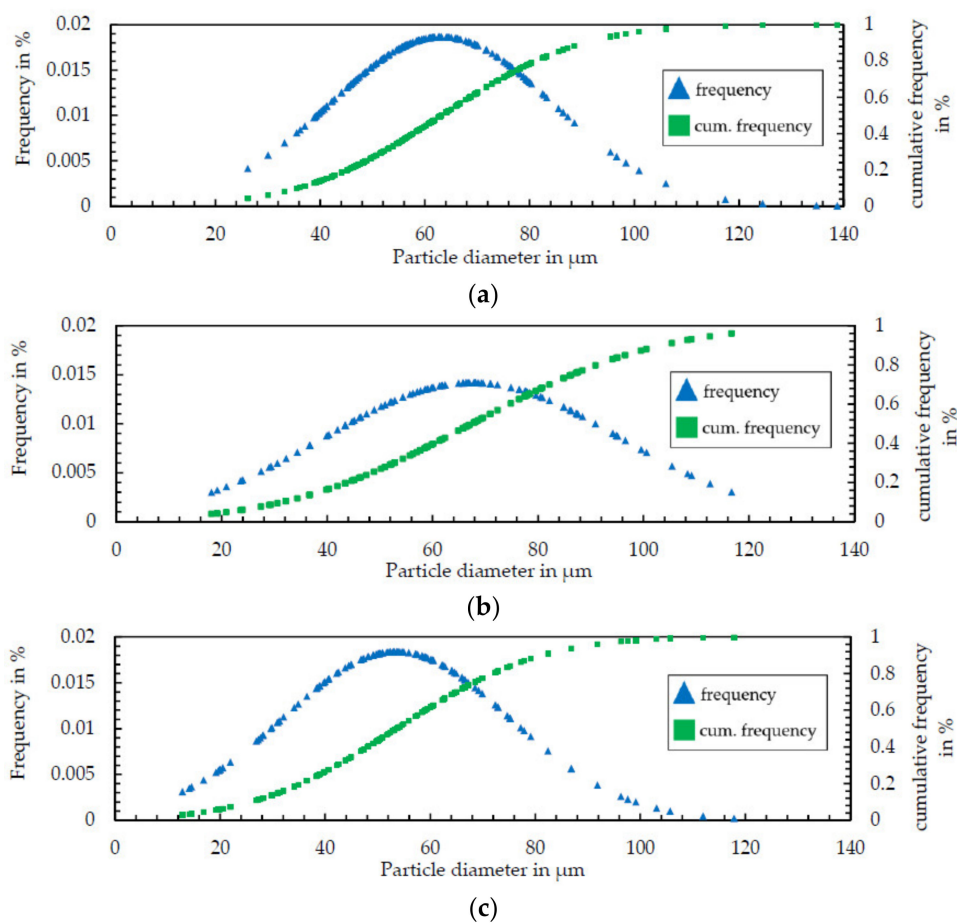 0.02
0.015
0.01
0.005
0
Frequency in %
1
0.8
0.6
0.4
0.2
0
cumulative frequency
in %
frequency
cum. frequency
0 20 40 60 80 100 120 140
Particle diameter in µm
(a)
0.02
0.015
0.01
0.005
0
Frequency in %
1
0.8
0.6
0.4
0.2
0
cumulative frequency
in %
frequency
cum. frequency
0 20 40 60 80 100 120 140
Particle diameter in µm
(b)
0.02
0.015
0.01
0.005
0
Frequency in %
1
0.8
0.6
0.4
0.2
0
cumulative frequency
in %
frequency
cum. frequency
0 20 40 60 80 100 120 140
Particle diameter in µm
(c)